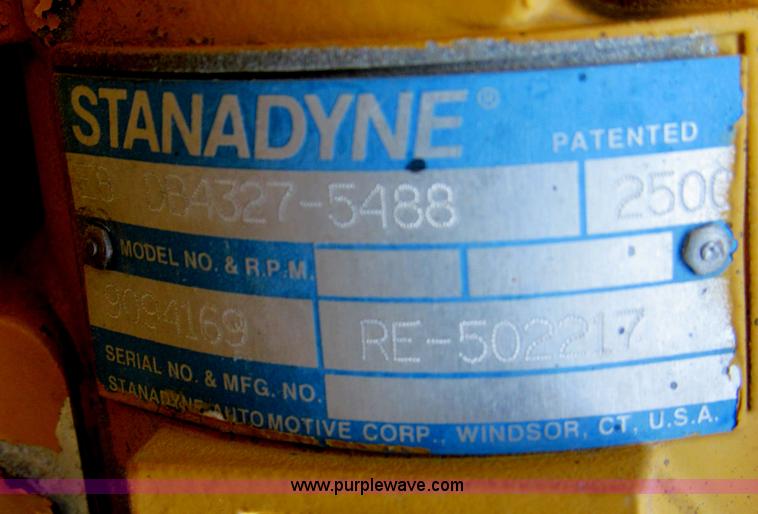 STANADYNE®
PATENTED
DB4327-5488 2500
MODEL NO. & R.P.M.
9094169 RE-502217
SERIAL NO. & MFG. NO.
STANADYNE AUTOMOTIVE CORP., WINDSOR, CT, U.S.A.
www.purplewave.com